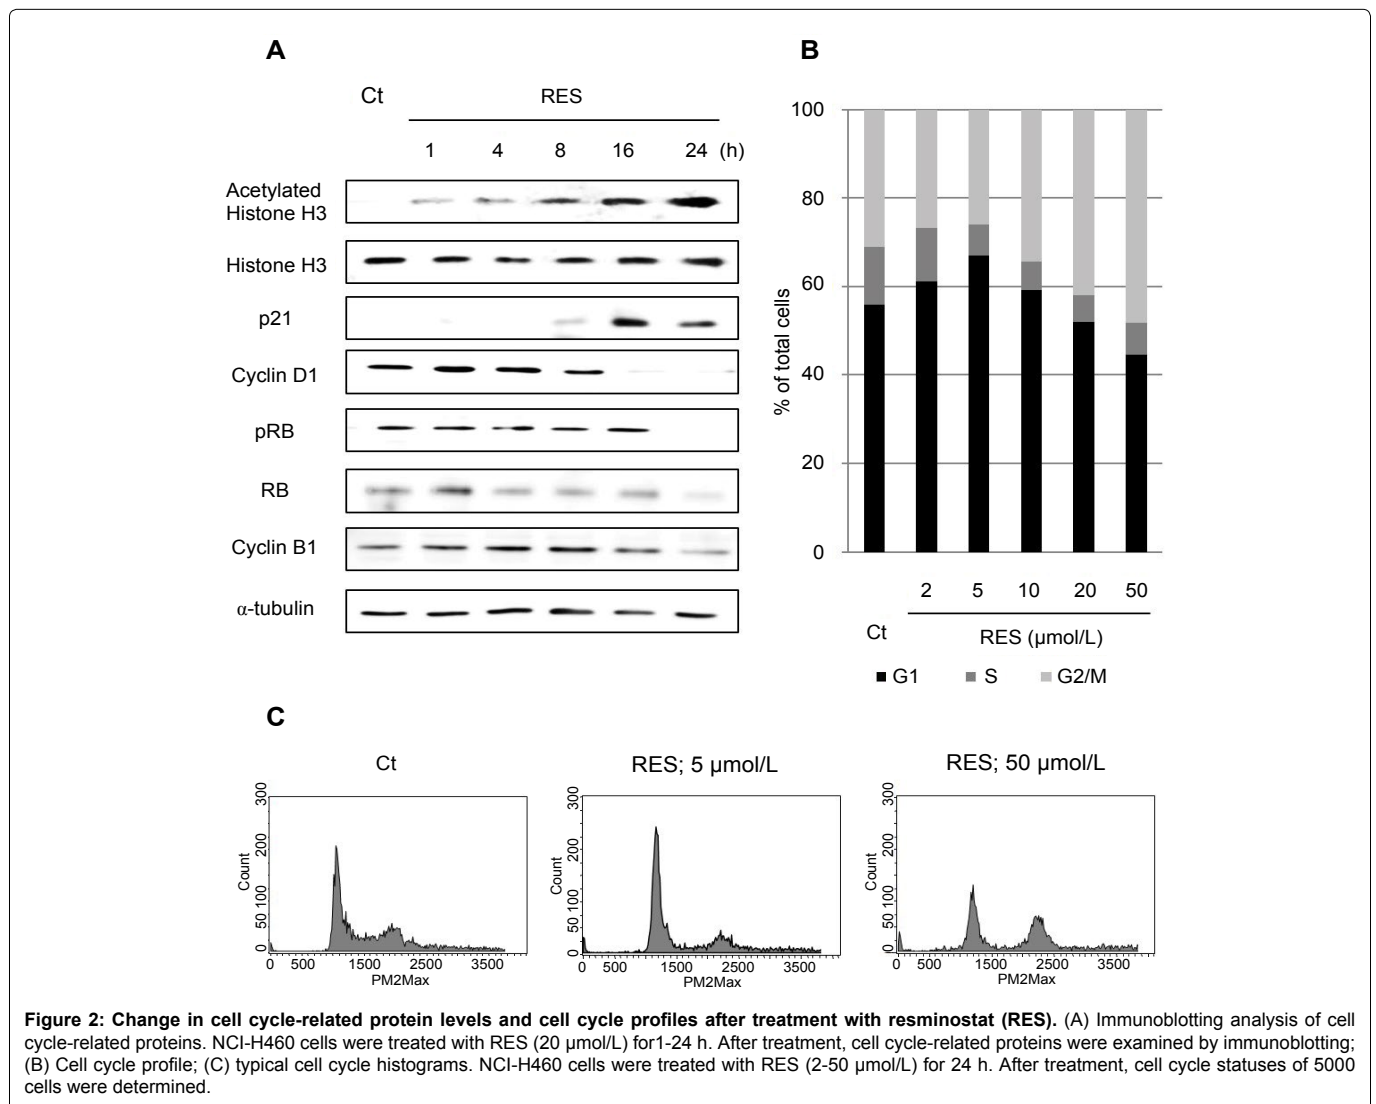 A
Ct RES
1 4 8 16 24 (h)
Acetylated
Histone H3
Histone H3
p21
Cyclin D1
pRB
RB
Cyclin B1
α-tubulin
B
% of total cells
100
80
60
40
20
0
2 5 10 20 50
Ct RES (μmol/L)
G1 S G2/M
C
Ct
300
200
100
50
0
Count
0 500 1500 2500 3500
PM2Max
RES; 5 μmol/L
300
200
100
50
0
Count
0 500 1500 2500 3500
PM2Max
RES; 50 μmol/L
300
200
100
50
0
Count
0 500 1500 2500 3500
PM2Max
Figure 2: Change in cell cycle-related protein levels and cell cycle profiles after treatment with resminostat (RES). (A) Immunoblotting analysis of cell
cycle-related proteins. NCI-H460 cells were treated with RES (20 μmol/L) for1-24 h. After treatment, cell cycle-related proteins were examined by immunoblotting;
(B) Cell cycle profile; (C) typical cell cycle histograms. NCI-H460 cells were treated with RES (2-50 μmol/L) for 24 h. After treatment, cell cycle statuses of 5000
cells were determined.